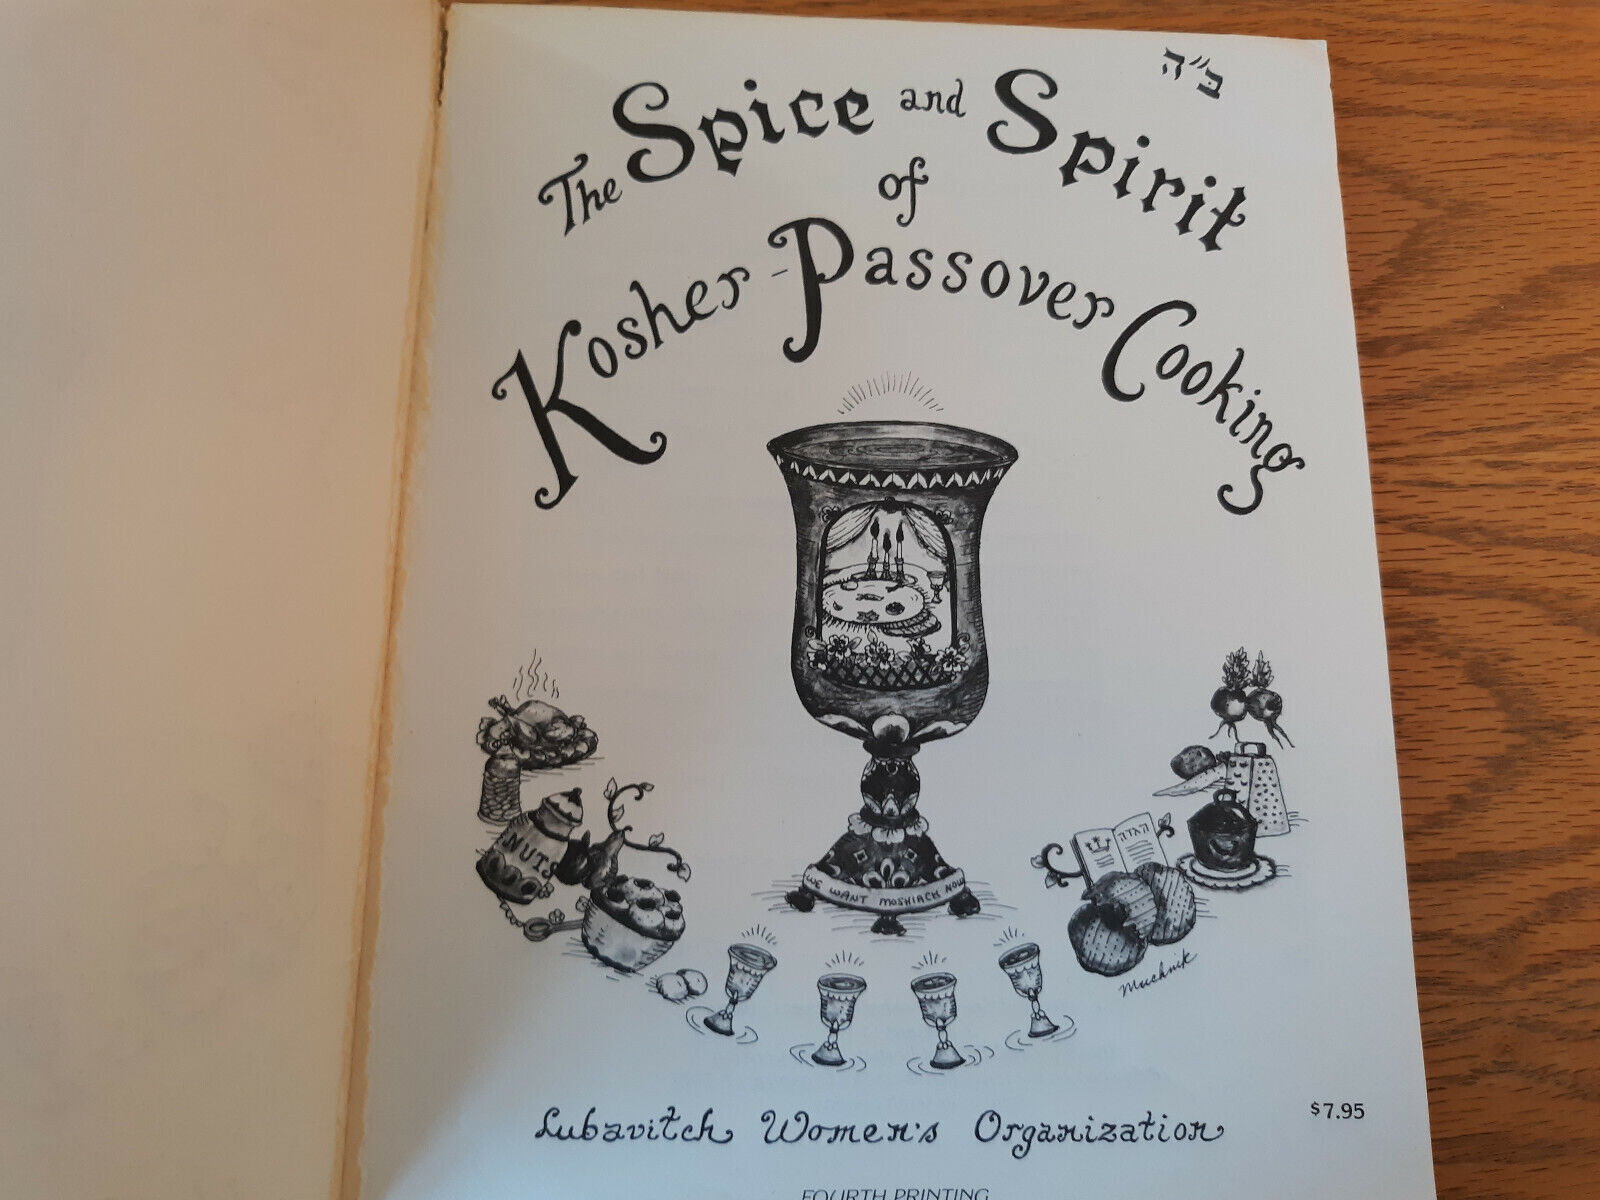 ב"ה
The Spice and Spirit
of
Kosher-Passover Cooking
NUTS
הגדה
WE WANT MOSHIACH NOW
Muchnik
Lubavitch Women's Organization
$7.95
FOURTH PRINTING